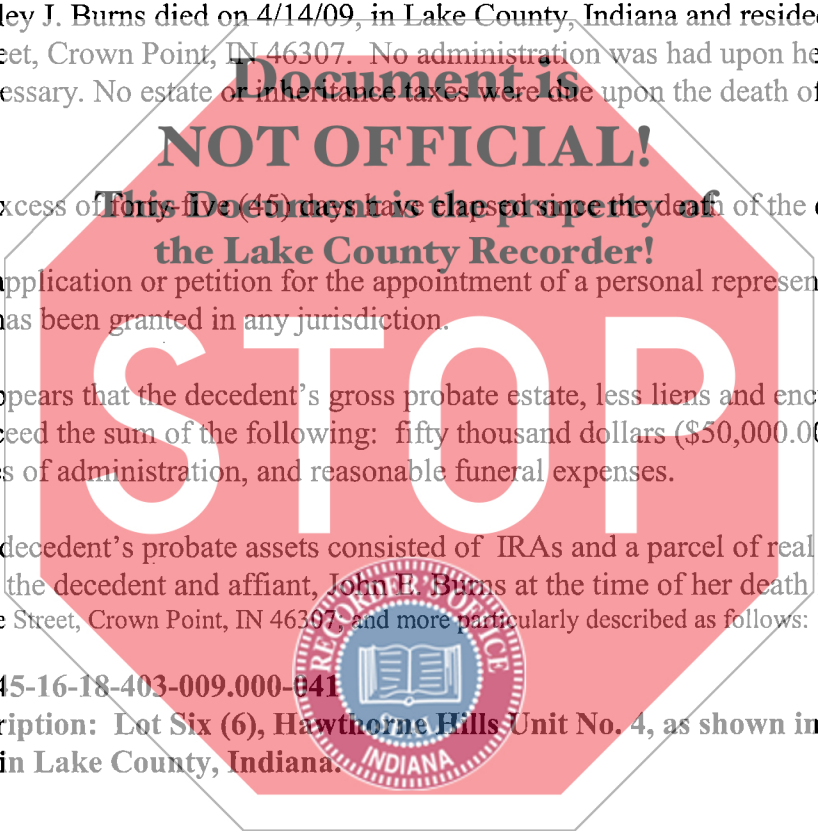 ley J. Burns died on 4/14/09, in Lake County, Indiana and reside
eet, Crown Point, IN 46307. No administration was had upon he
Document is
essary. No estate or inheritance taxes were due upon the death of
NOT OFFICIAL!
xcess of forty-five (45) days have elapsed since the death of the
This Document is the property of
the Lake County Recorder!
pplication or petition for the appointment of a personal represen
as been granted in any jurisdiction.
ppears that the decedent's gross probate estate, less liens and enc
STOP
ceed the sum of the following: fifty thousand dollars ($50,000.00
s of administration, and reasonable funeral expenses.
decedent's probate assets consisted of IRAs and a parcel of real
the decedent and affiant, John E. Burns at the time of her death
e Street, Crown Point, IN 46307, and more particularly described as follows:
RECORDER'S OFFICE
45-16-18-403-009.000-041
ription: Lot Six (6), Hawthorne Hills Unit No. 4, as shown in
SEAL
in Lake County, Indiana.
INDIANA